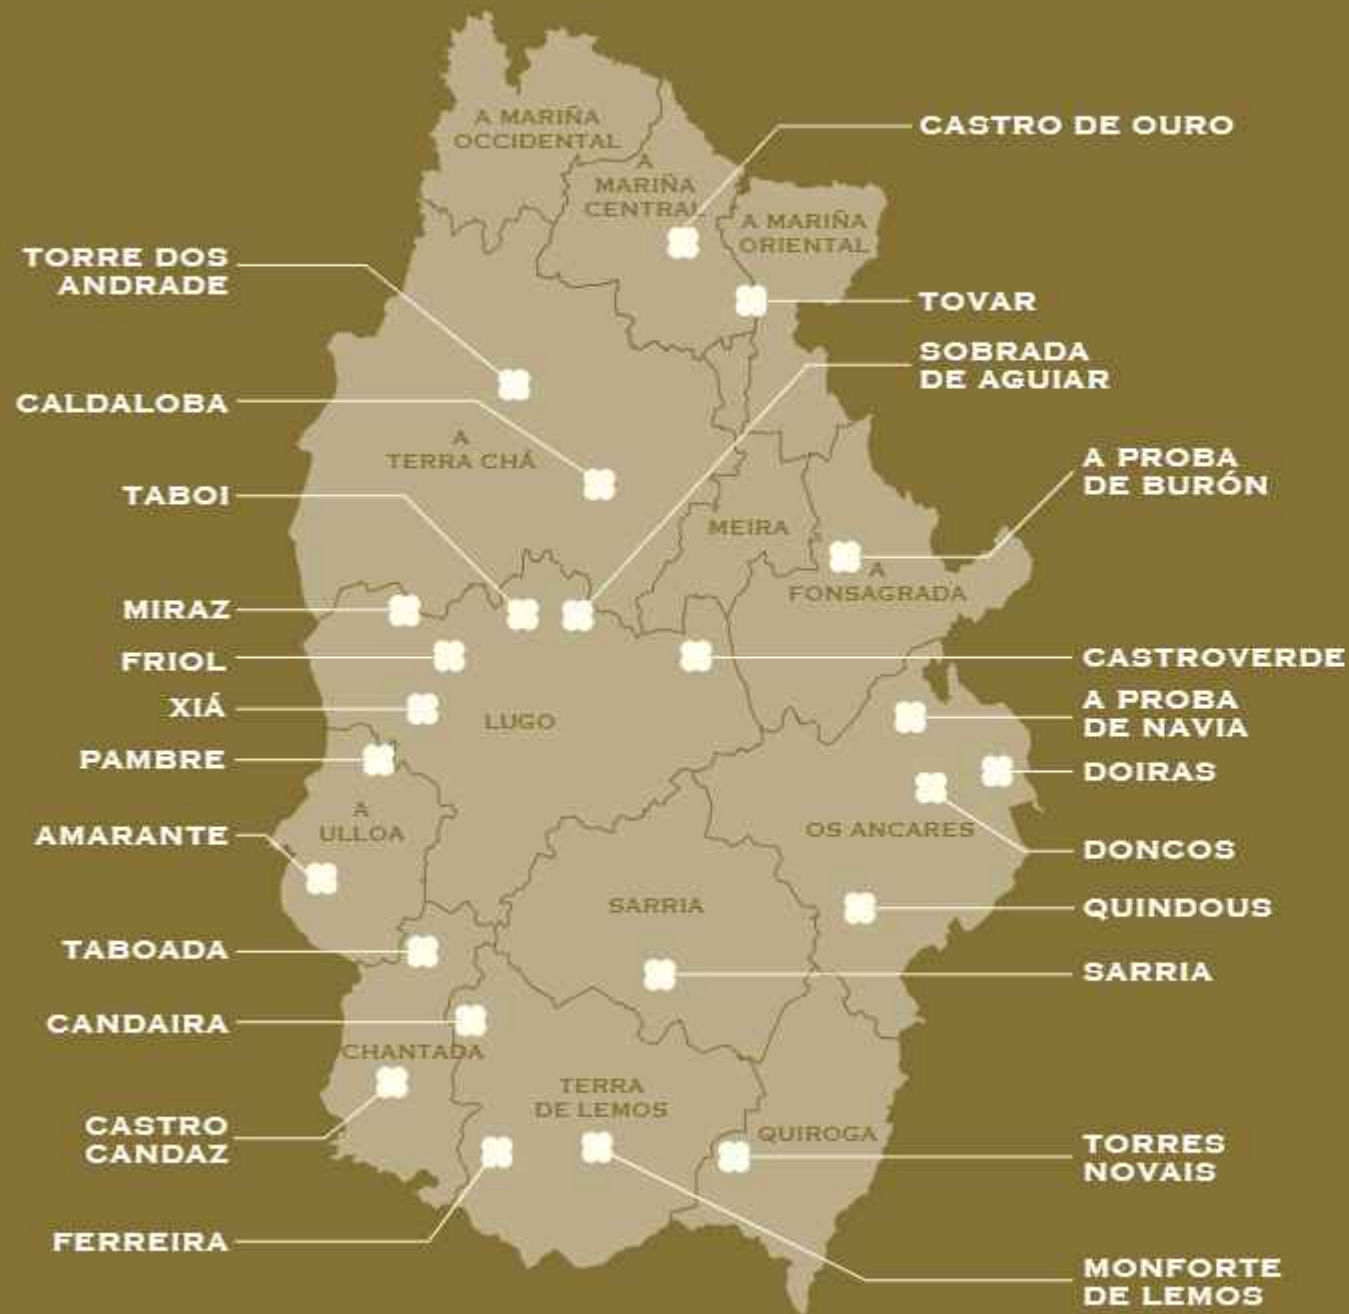 A MARIÑA
OCCIDENTAL
A
MARIÑA
CENTRAL
A MARIÑA
ORIENTAL
CASTRO DE OURO
TORRE DOS
ANDRADE
TOVAR
SOBRADA
DE AGUIAR
CALDALOBA
A
TERRA CHÁ
A PROBA
DE BURÓN
TABOI
MEIRA
A
FONSAGRADA
MIRAZ
FRIOL
CASTROVERDE
XIÁ
LUGO
A PROBA
DE NAVIA
PAMBRE
DOIRAS
A
ULLOA
OS ANCARES
AMARANTE
DONCOS
SARRIA
QUINDOUS
TABOADA
SARRIA
CANDAIRA
CHANTADA
TERRA
DE LEMOS
CASTRO
CANDAZ
QUIROGA
TORRES
NOVAIS
FERREIRA
MONFORTE
DE LEMOS